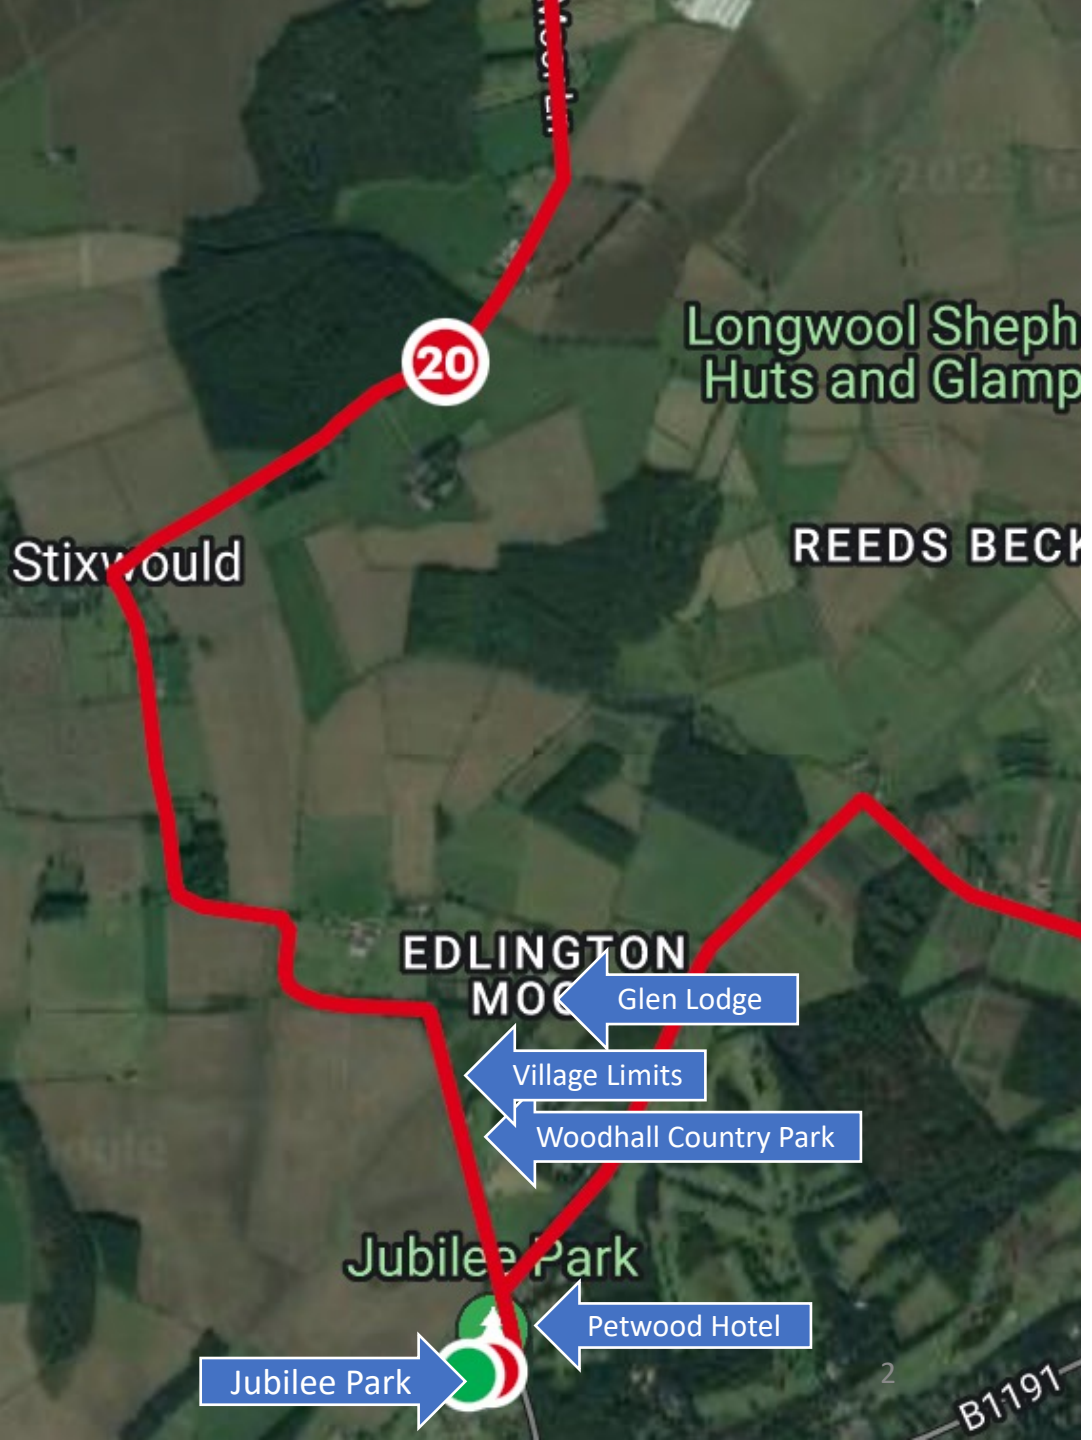 20
Longwool Sheph
Huts and Glamp
Stixwould
REEDS BECK
EDLINGTON
MOO
Glen Lodge
Village Limits
Woodhall Country Park
Jubilee Park
Petwood Hotel
Jubilee Park
2
B1191